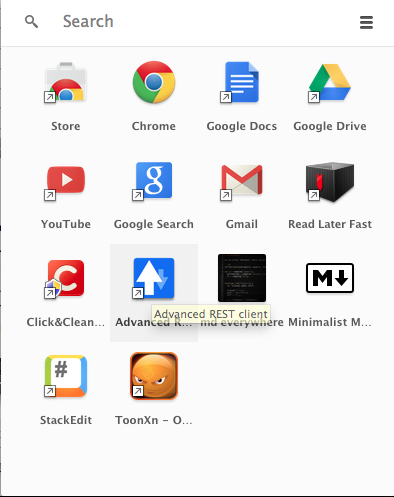 Search
Store
Chrome
Google Docs
Google Drive
g
YouTube
Google Search
Gmail
Read Later Fast
C
M↓
Click&Clean...
Advanced R...
md everywhere
Minimalist M...
Advanced REST client
#
StackEdit
ToonXn - O...